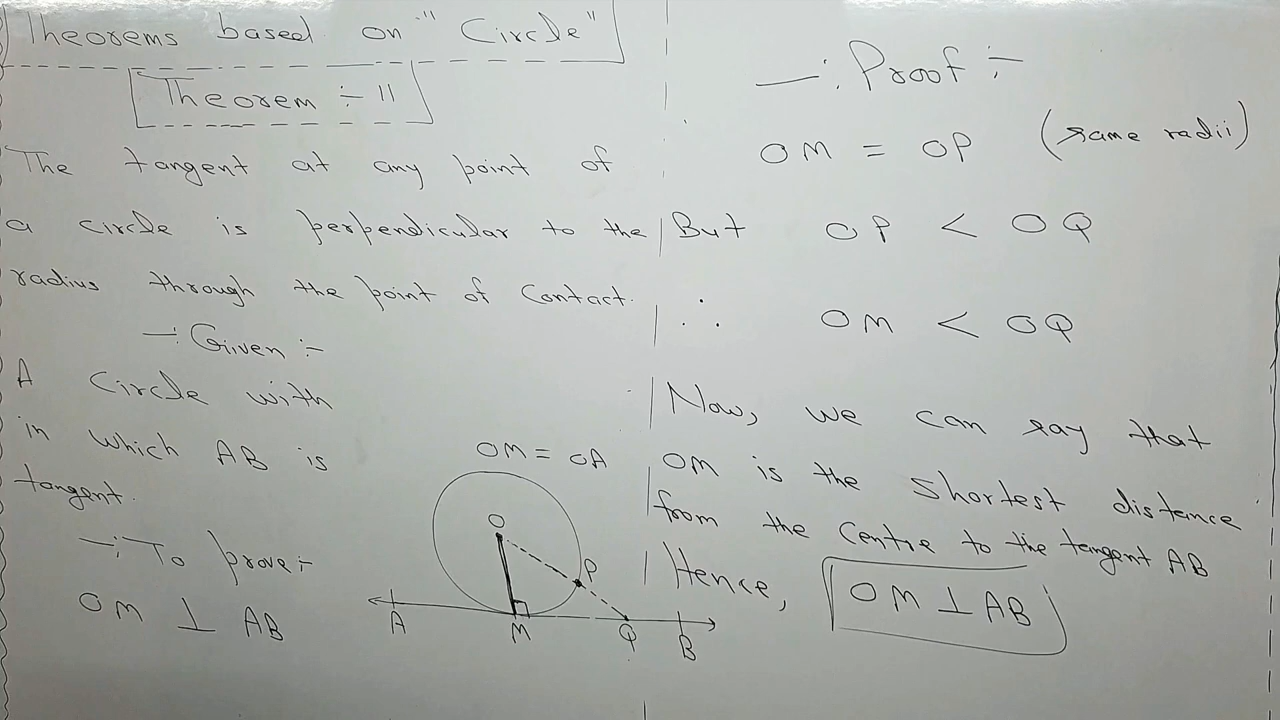 Theorems based on "Circle"
Theorem :- 11
The tangent at any point of
a circle is perpendicular to the
radius through the point of Contact.
-: Given :-
A Circle with
in which AB is
tangent.
-: To prove :-
OM ⊥ AB
OM = OA
O
P
A
M
Q
B
-: Proof :-
OM = OP (same radii)
But OP < OQ
∴ OM < OQ
Now, we can say that
OM is the shortest distance
from the Centre to the tangent AB
Hence, OM ⊥ AB